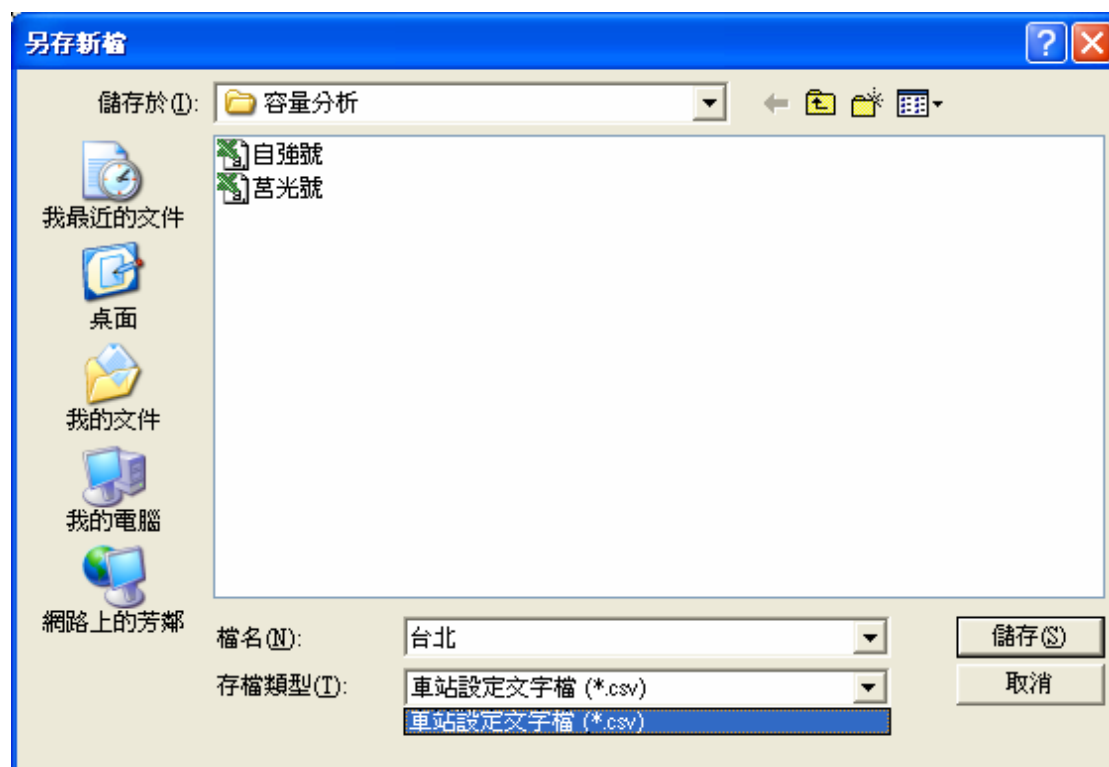 另存新檔
儲存於(I):
容量分析
自強號
莒光號
我最近的文件
桌面
我的文件
我的電腦
網路上的芳鄰
檔名(N):
台北
儲存(S)
存檔類型(T):
車站設定文字檔 (*.csv)
取消
車站設定文字檔 (*.csv)